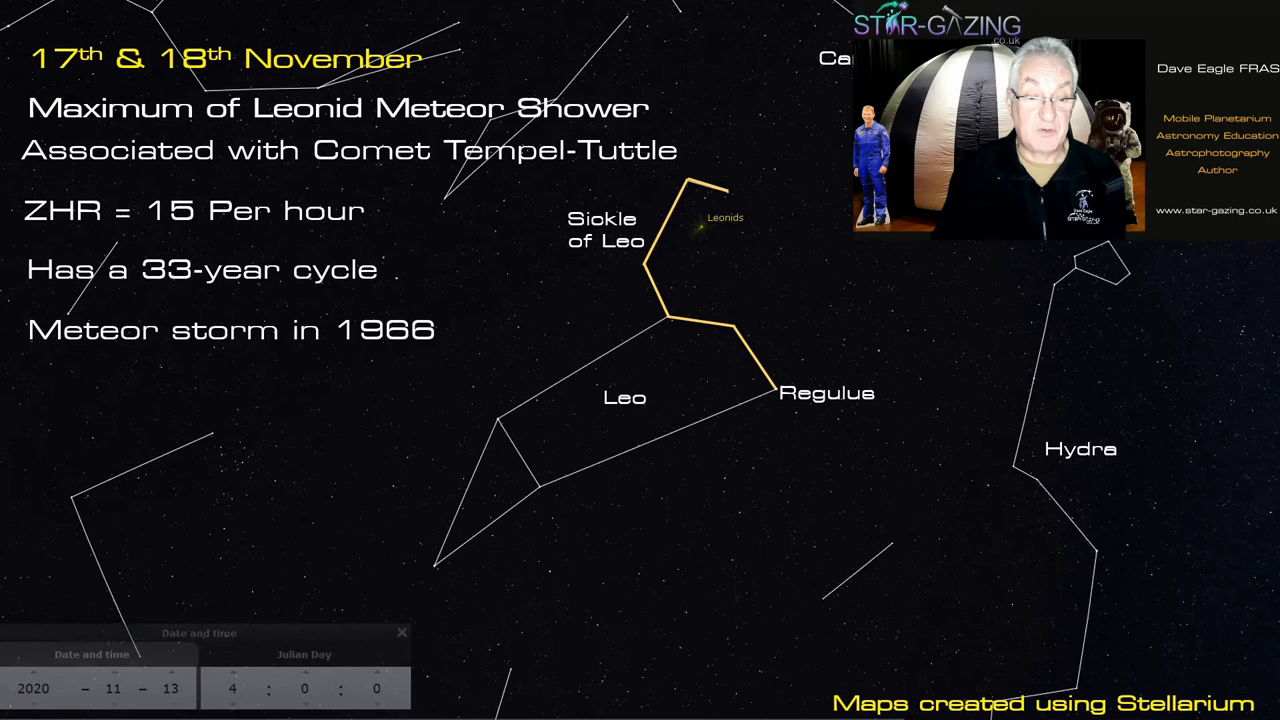 17th & 18th November
Maximum of Leonid Meteor Shower
Associated with Comet Tempel-Tuttle
ZHR = 15 Per hour
Has a 33-year cycle
Meteor storm in 1966
Sickle
of Leo
Leonids
Leo
Regulus
Hydra
Ca
STAR-GAZING
co.uk
Dave Eagle FRAS
Mobile Planetarium
Astronomy Education
Astrophotography
Author
www.star-gazing.co.uk
Date and time
Date and time
Julian Day
2020 - 11 - 13
4 : 0 : 0
Maps created using Stellarium